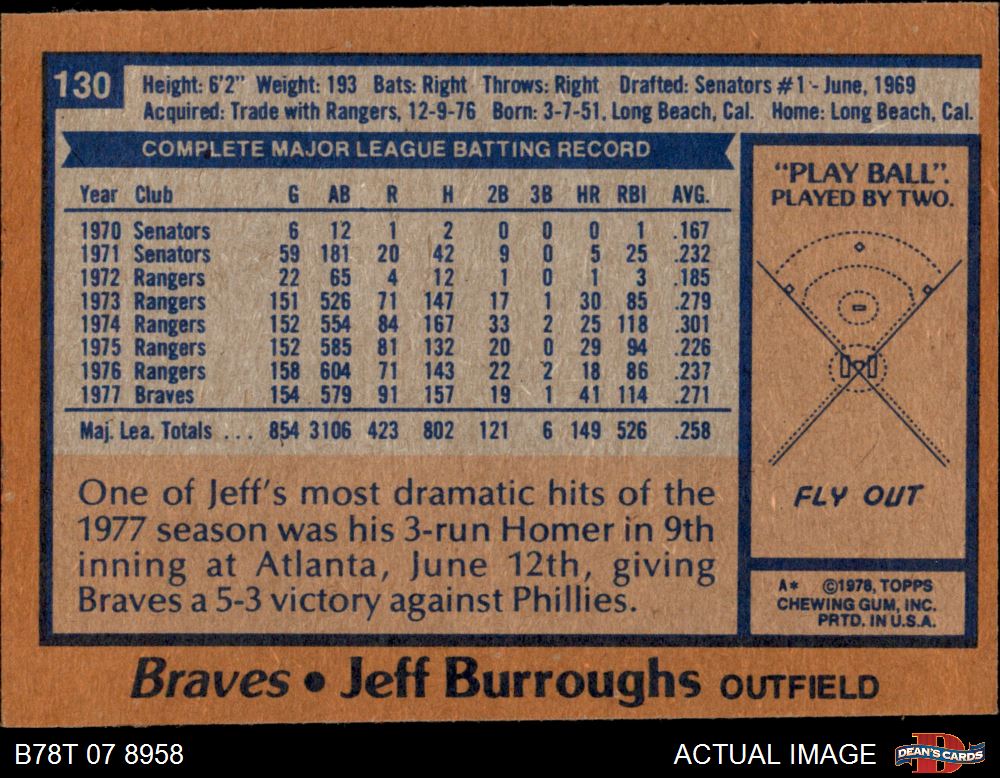 130
Height: 6'2" Weight: 193 Bats: Right Throws: Right Drafted: Senators #1 - June, 1969
Acquired: Trade with Rangers, 12-9-76 Born: 3-7-51, Long Beach, Cal. Home: Long Beach, Cal.
COMPLETE MAJOR LEAGUE BATTING RECORD
Year Club G AB R H 2B 3B HR RBI AVG.
1970 Senators 6 12 1 2 0 0 0 1 .167
1971 Senators 59 181 20 42 9 0 5 25 .232
1972 Rangers 22 65 4 12 1 0 1 3 .185
1973 Rangers 151 526 71 147 17 1 30 85 .279
1974 Rangers 152 554 84 167 33 2 25 118 .301
1975 Rangers 152 585 81 132 20 0 29 94 .226
1976 Rangers 158 604 71 143 22 2 18 86 .237
1977 Braves 154 579 91 157 19 1 41 114 .271
Maj. Lea. Totals ... 854 3106 423 802 121 6 149 526 .258
One of Jeff's most dramatic hits of the
1977 season was his 3-run Homer in 9th
inning at Atlanta, June 12th, giving
Braves a 5-3 victory against Phillies.
"PLAY BALL".
PLAYED BY TWO.
FLY OUT
A* ©1978, TOPPS
CHEWING GUM, INC.
PRTD. IN U.S.A.
Braves • Jeff Burroughs OUTFIELD
B78T 07 8958
ACTUAL IMAGE
D
DEAN'S CARDS